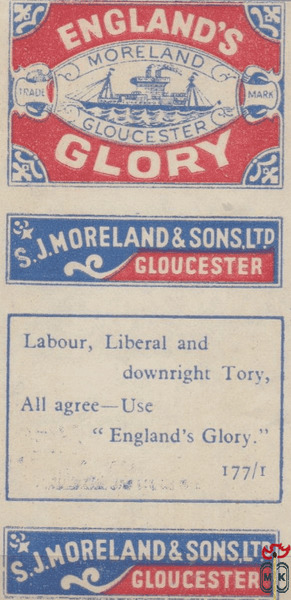 ENGLAND'S
MORELAND
TRADE MARK
GLOUCESTER
GLORY
S.J.MORELAND & SONS,LTD
GLOUCESTER
Labour, Liberal and
downright Tory,
All agree—Use
"England's Glory."
177/1
S.J.MORELAND & SONS,LTD
GLOUCESTER
MK